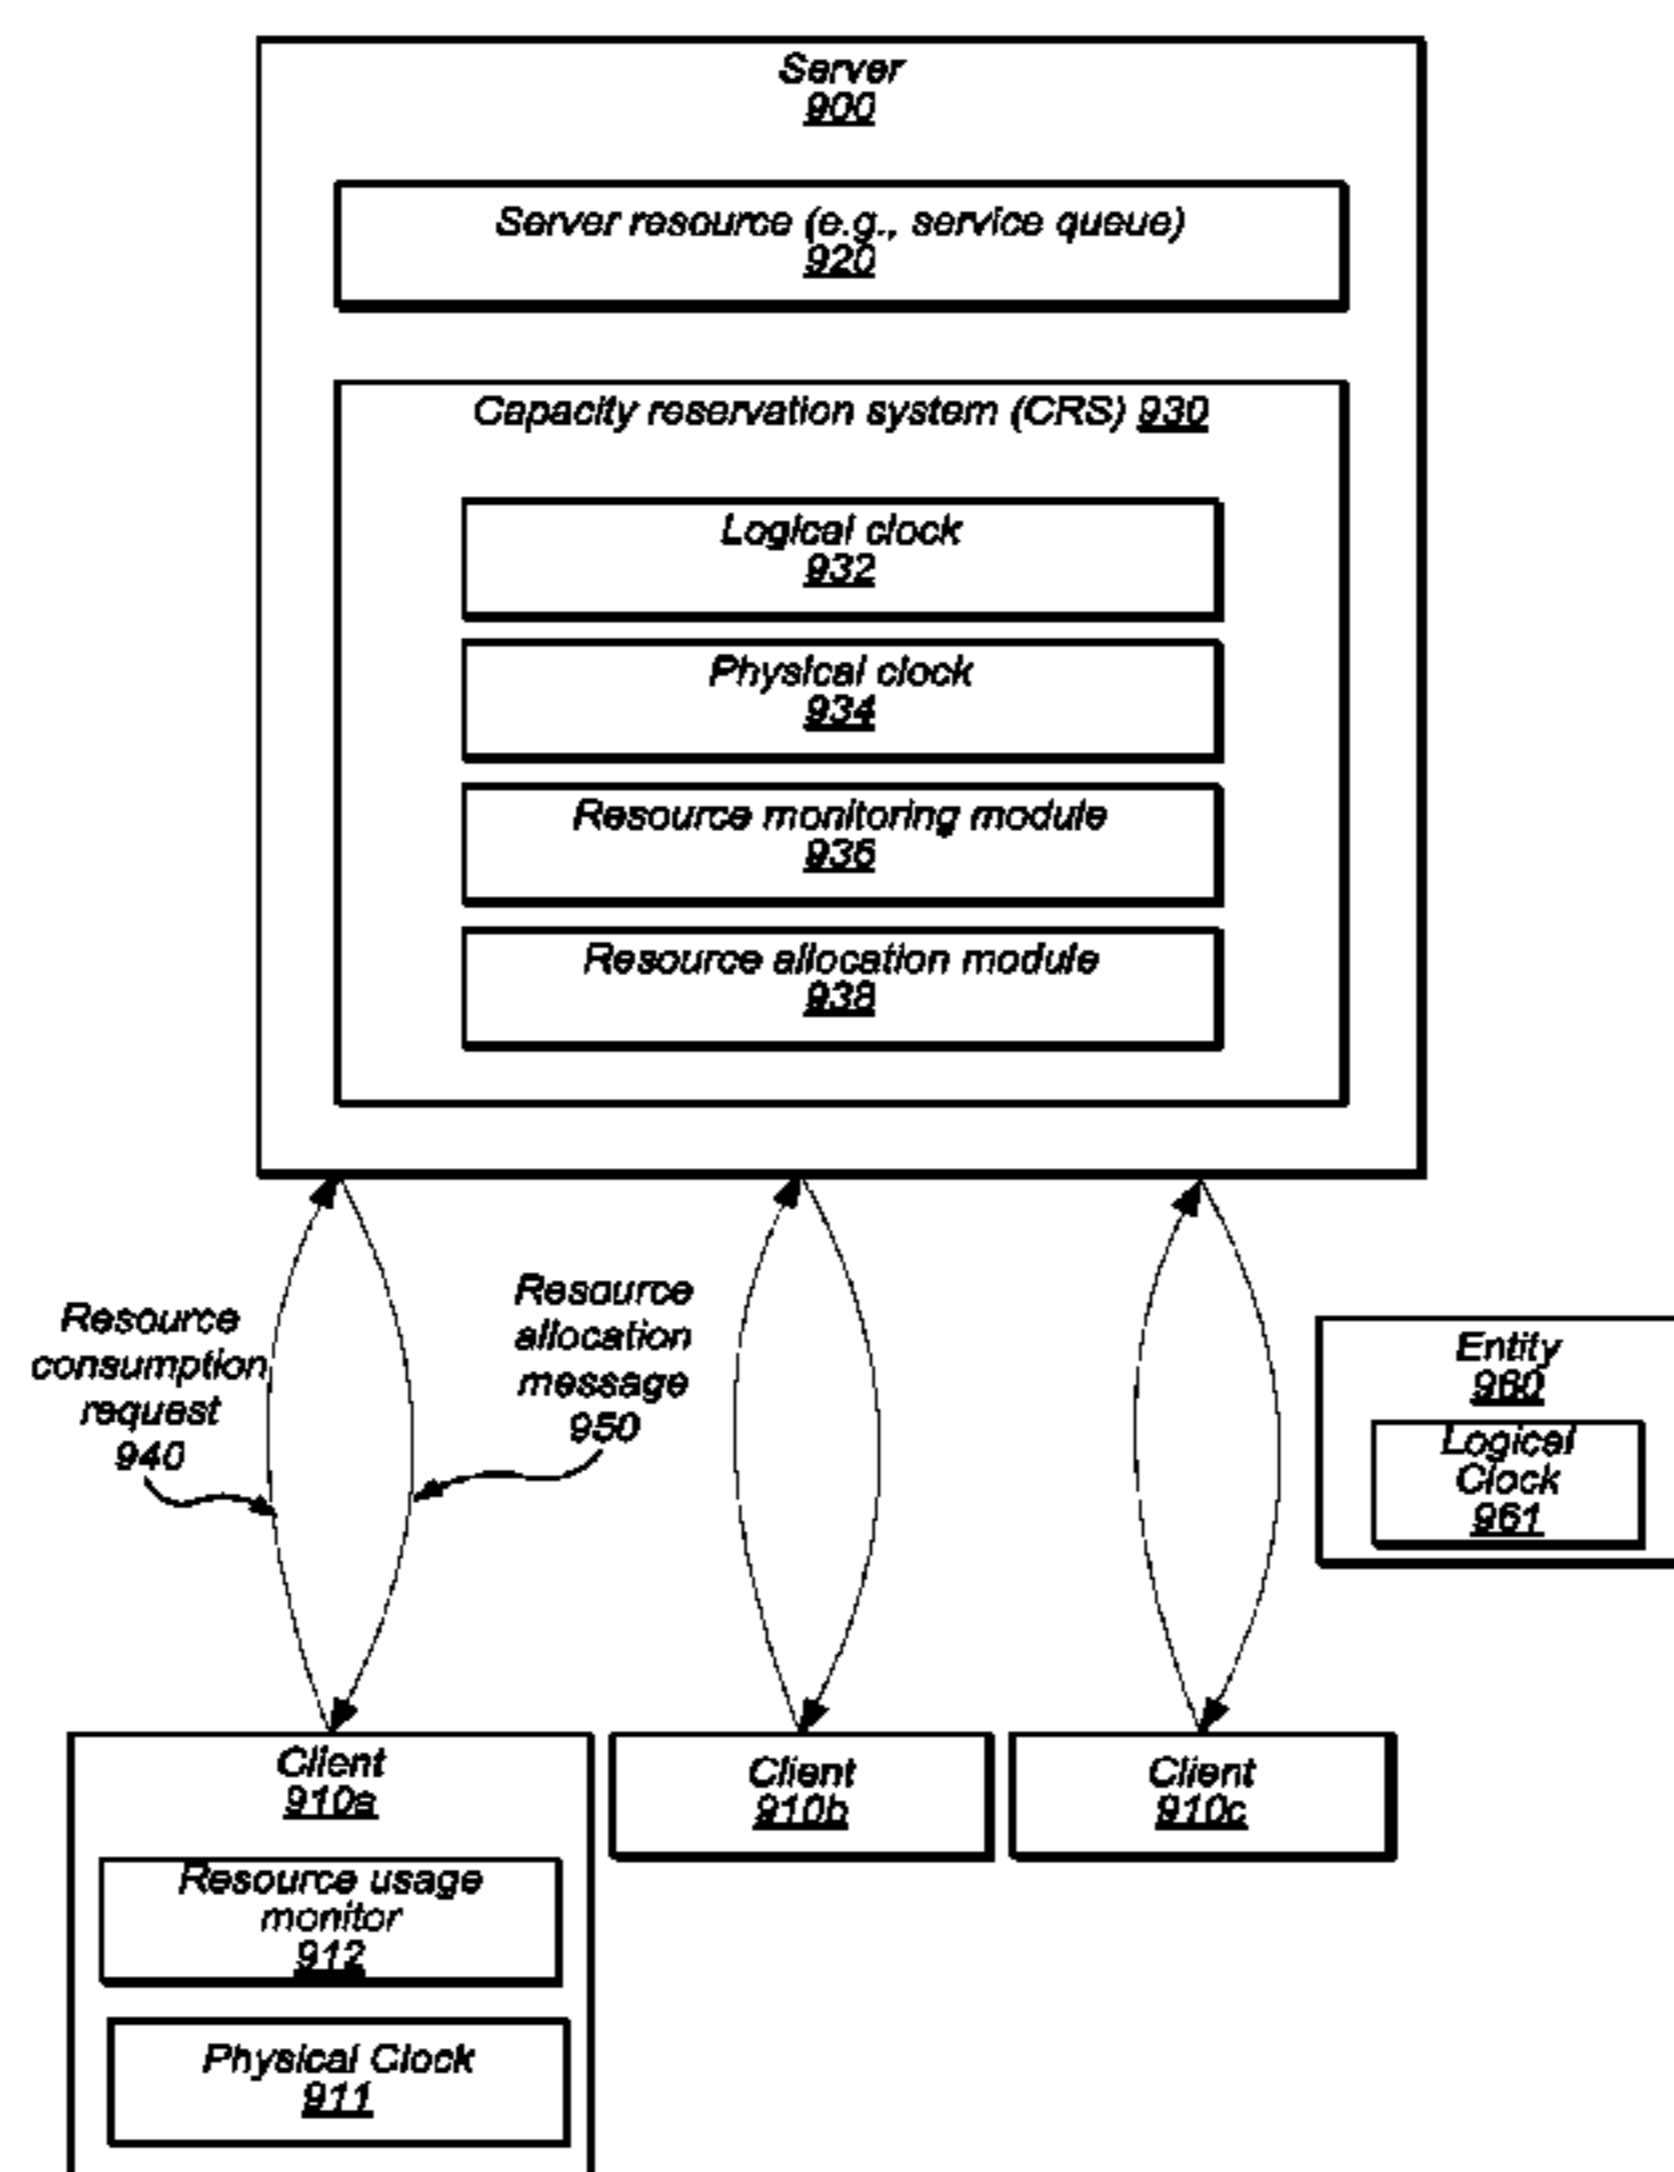 Server
900
Server resource (e.g., service queue)
920
Capacity reservation system (CRS) 930
Logical clock
932
Physical clock
934
Resource monitoring module
936
Resource allocation module
938
Resource
consumption
request
940
Resource
allocation
message
950
Entity
960
Logical
Clock
961
Client
910a
Resource usage
monitor
912
Physical Clock
911
Client
910b
Client
910c